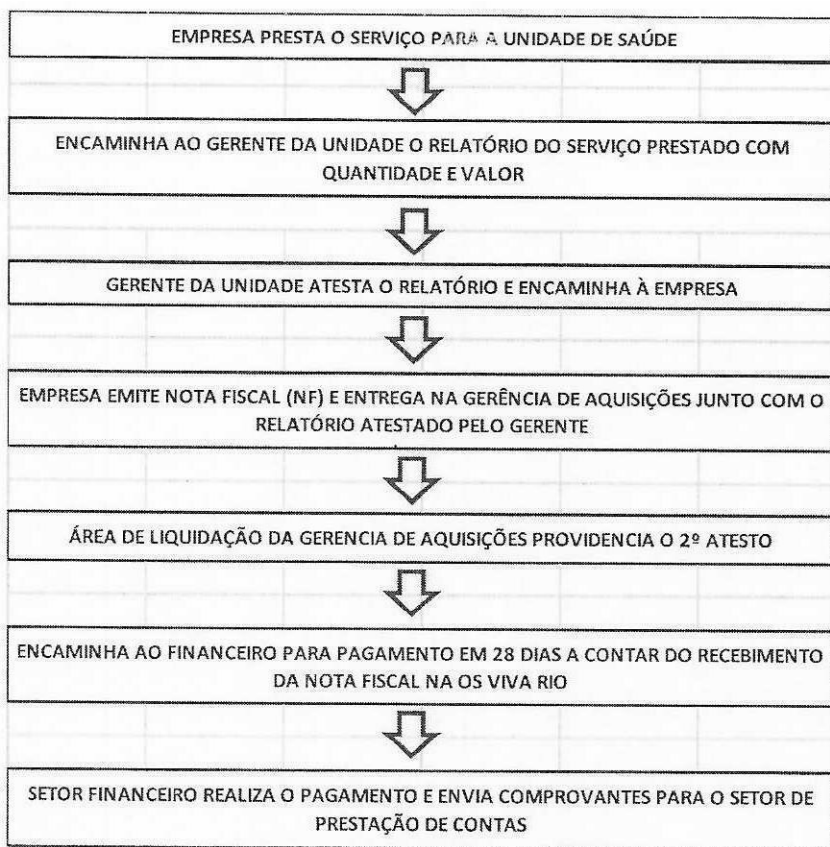 EMPRESA PRESTA O SERVIÇO PARA A UNIDADE DE SAÚDE
ENCAMINHA AO GERENTE DA UNIDADE O RELATÓRIO DO SERVIÇO PRESTADO COM
QUANTIDADE E VALOR
GERENTE DA UNIDADE ATESTA O RELATÓRIO E ENCAMINHA À EMPRESA
EMPRESA EMITE NOTA FISCAL (NF) E ENTREGA NA GERÊNCIA DE AQUISIÇÕES JUNTO COM O
RELATÓRIO ATESTADO PELO GERENTE
ÁREA DE LIQUIDAÇÃO DA GERENCIA DE AQUISIÇÕES PROVIDENCIA O 2º ATESTO
ENCAMINHA AO FINANCEIRO PARA PAGAMENTO EM 28 DIAS A CONTAR DO RECEBIMENTO
DA NOTA FISCAL NA OS VIVA RIO
SETOR FINANCEIRO REALIZA O PAGAMENTO E ENVIA COMPROVANTES PARA O SETOR DE
PRESTAÇÃO DE CONTAS